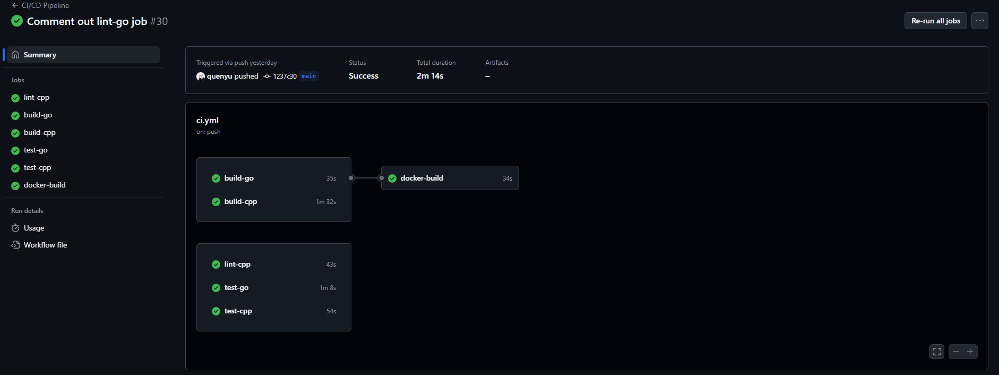 CI/CD Pipeline
Comment out lint-go job #30
Re-run all jobs
Summary
Jobs
lint-cpp
build-go
build-cpp
test-go
test-cpp
docker-build
Run details
Usage
Workflow file
Triggered via push yesterday
quenyu pushed 1237c30 main
Status
Success
Total duration
2m 14s
Artifacts
–
ci.yml
on: push
build-go 35s
build-cpp 1m 32s
docker-build 34s
lint-cpp 43s
test-go 1m 8s
test-cpp 54s